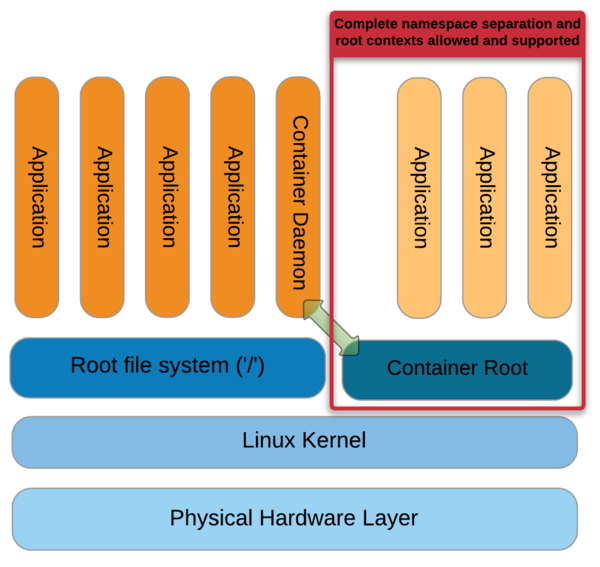 Complete namespace separation and
root contexts allowed and supported
Application
Application
Application
Application
Container Daemon
Application
Application
Application
Root file system ('/')
Container Root
Linux Kernel
Physical Hardware Layer